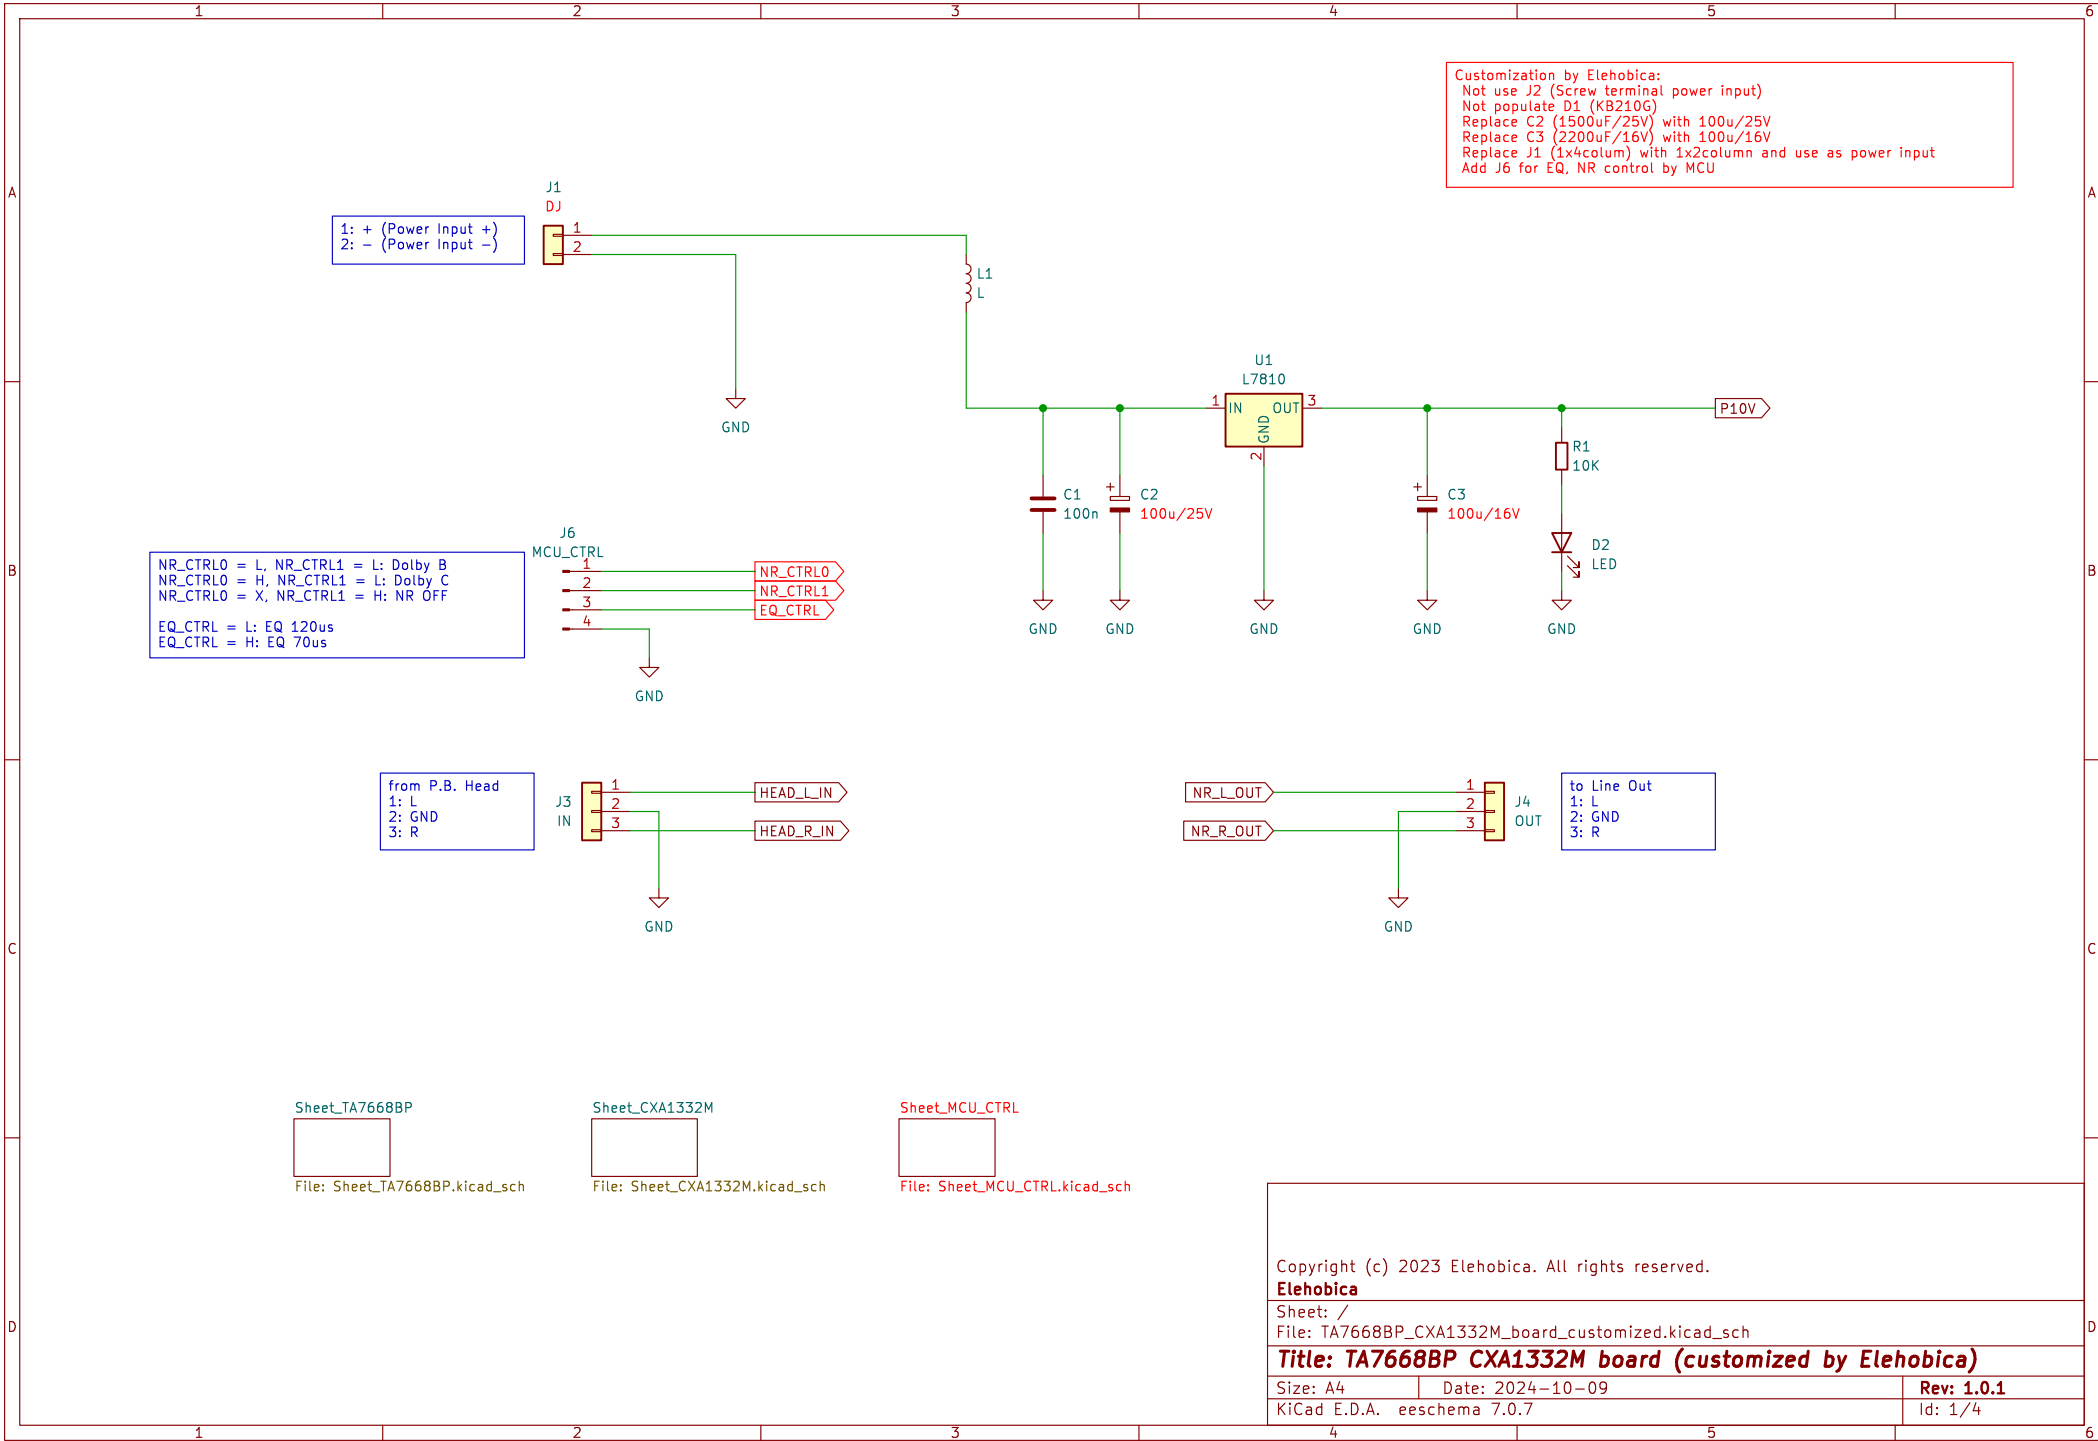 1 2 3 4 5 6
Customization by Elehobica:
Not use J2 (Screw terminal power input)
Not populate D1 (KB210G)
Replace C2 (1500uF/25V) with 100u/25V
Replace C3 (2200uF/16V) with 100u/16V
Replace J1 (1x4colum) with 1x2column and use as power input
Add J6 for EQ, NR control by MCU
A A
J1
DJ
1: + (Power Input +)
2: - (Power Input -)
1
2
L1
L
GND
U1
L7810
1 IN OUT 3
GND
2
P10V
R1
10K
+ C1
100n
C2
100u/25V
+ C3
100u/16V
D2
LED
GND GND GND GND GND
J6
MCU_CTRL
B B
NR_CTRL0 = L, NR_CTRL1 = L: Dolby B
NR_CTRL0 = H, NR_CTRL1 = L: Dolby C
NR_CTRL0 = X, NR_CTRL1 = H: NR OFF
EQ_CTRL = L: EQ 120us
EQ_CTRL = H: EQ 70us
1 NR_CTRL0
2 NR_CTRL1
3 EQ_CTRL
4
GND
from P.B. Head
1: L
2: GND
3: R
J3
IN
1 HEAD_L_IN
2
3 HEAD_R_IN
GND
NR_L_OUT 1
2
NR_R_OUT 3
J4
OUT
GND
to Line Out
1: L
2: GND
3: R
C C
Sheet_TA7668BP
File: Sheet_TA7668BP.kicad_sch
Sheet_CXA1332M
File: Sheet_CXA1332M.kicad_sch
Sheet_MCU_CTRL
File: Sheet_MCU_CTRL.kicad_sch
D D
Copyright (c) 2023 Elehobica. All rights reserved.
Elehobica
Sheet: /
File: TA7668BP_CXA1332M_board_customized.kicad_sch
Title: TA7668BP CXA1332M board (customized by Elehobica)
Size: A4 Date: 2024-10-09 Rev: 1.0.1
KiCad E.D.A. eeschema 7.0.7 Id: 1/4
1 2 3 4 5 6